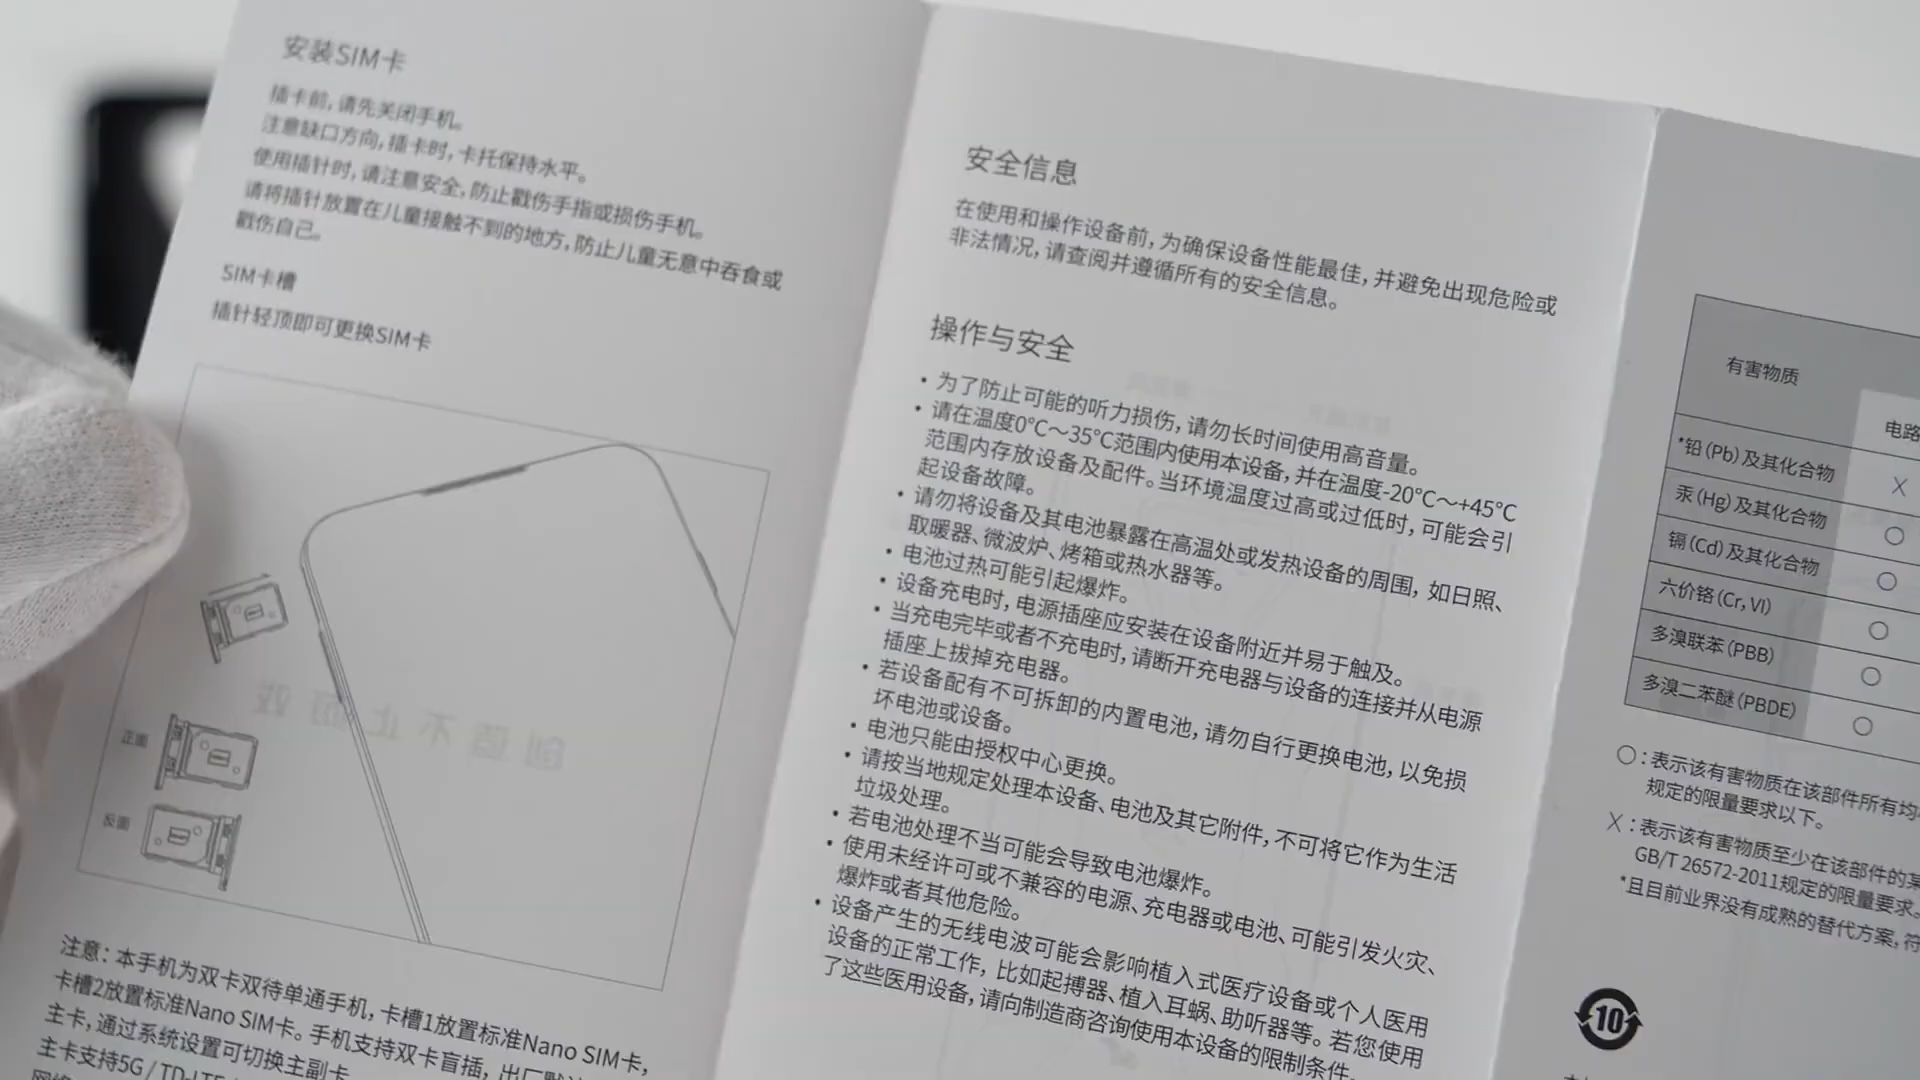 安装SIM卡
插卡前,请先关闭手机。
注意缺口方向,插卡时,卡托保持水平。
使用插针时,请注意安全,防止戳伤手指或损伤手机。
请将插针放置在儿童接触不到的地方,防止儿童无意中吞食或
戳伤自己。
SIM卡槽
插针轻顶即可更换SIM卡
正面
反面
注意：本手机为双卡双待单通手机，卡槽1放置标准Nano SIM卡，
卡槽2放置标准Nano SIM卡。手机支持双卡盲插，出厂默认
主卡，通过系统设置可切换主副卡
主卡支持5G / TD-LTE
安全信息
在使用和操作设备前,为确保设备性能最佳,并避免出现危险或
非法情况,请查阅并遵循所有的安全信息。
操作与安全
• 为了防止可能的听力损伤,请勿长时间使用高音量。
• 请在温度0°C～35°C范围内使用本设备,并在温度-20°C～+45°C
范围内存放设备及配件。当环境温度过高或过低时,可能会引
起设备故障。
• 请勿将设备及其电池暴露在高温处或发热设备的周围,如日照、
取暖器、微波炉、烤箱或热水器等。
• 电池过热可能引起爆炸。
• 设备充电时,电源插座应安装在设备附近并易于触及。
• 当充电完毕或者不充电时,请断开充电器与设备的连接并从电源
插座上拔掉充电器。
• 若设备配有不可拆卸的内置电池,请勿自行更换电池,以免损
坏电池或设备。
• 电池只能由授权中心更换。
• 请按当地规定处理本设备、电池及其它附件,不可将它作为生活
垃圾处理。
• 若电池处理不当可能会导致电池爆炸。
• 使用未经许可或不兼容的电源、充电器或电池、可能引发火灾、
爆炸或者其他危险。
• 设备产生的无线电波可能会影响植入式医疗设备或个人医用
设备的正常工作,比如起搏器、植入耳蜗、助听器等。若您使用
了这些医用设备,请向制造商咨询使用本设备的限制条件。
有害物质
电路
*铅(Pb)及其化合物 X
汞(Hg)及其化合物 ○
镉(Cd)及其化合物 ○
六价铬(Cr,VI) ○
多溴联苯(PBB) ○
多溴二苯醚(PBDE) ○
○：表示该有害物质在该部件所有均
规定的限量要求以下。
X：表示该有害物质至少在该部件的某
GB/T 26572-2011规定的限量要求。
*且目前业界没有成熟的替代方案,符
10